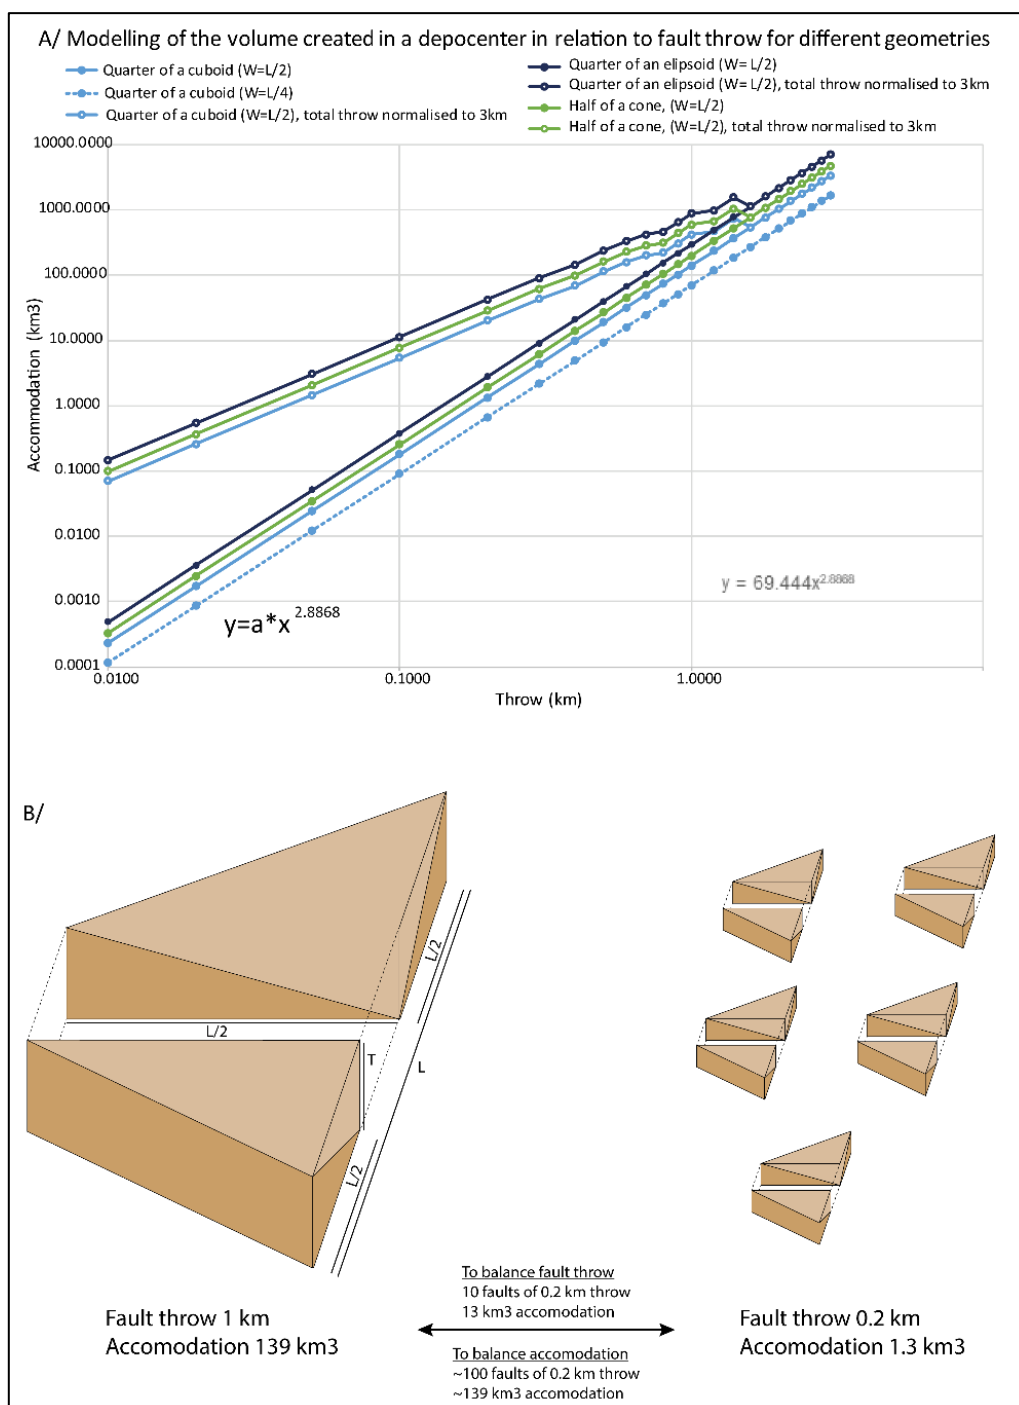 A/ Modelling of the volume created in a depocenter in relation to fault throw for different geometries
Quarter of a cuboid (W=L/2)
Quarter of a cuboid (W=L/4)
Quarter of a cuboid (W=L/2), total throw normalised to 3km
Quarter of an elipsoid (W=L/2)
Quarter of an elipsoid (W= L/2), total throw normalised to 3km
Half of a cone, (W=L/2)
Half of a cone, (W=L/2), total throw normalised to 3km
10000.0000
1000.0000
100.0000
10.0000
1.0000
0.1000
0.0100
0.0010
0.0001
Accommodation (km3)
0.0100
0.1000
1.0000
Throw (km)
y=a*x 2.8868
y = 69.444x2.8868
B/
L/2
L/2
T
L
L/2
To balance fault throw
10 faults of 0.2 km throw
13 km3 accomodation
To balance accomodation
~100 faults of 0.2 km throw
~139 km3 accomodation
Fault throw 1 km
Accomodation 139 km3
Fault throw 0.2 km
Accomodation 1.3 km3